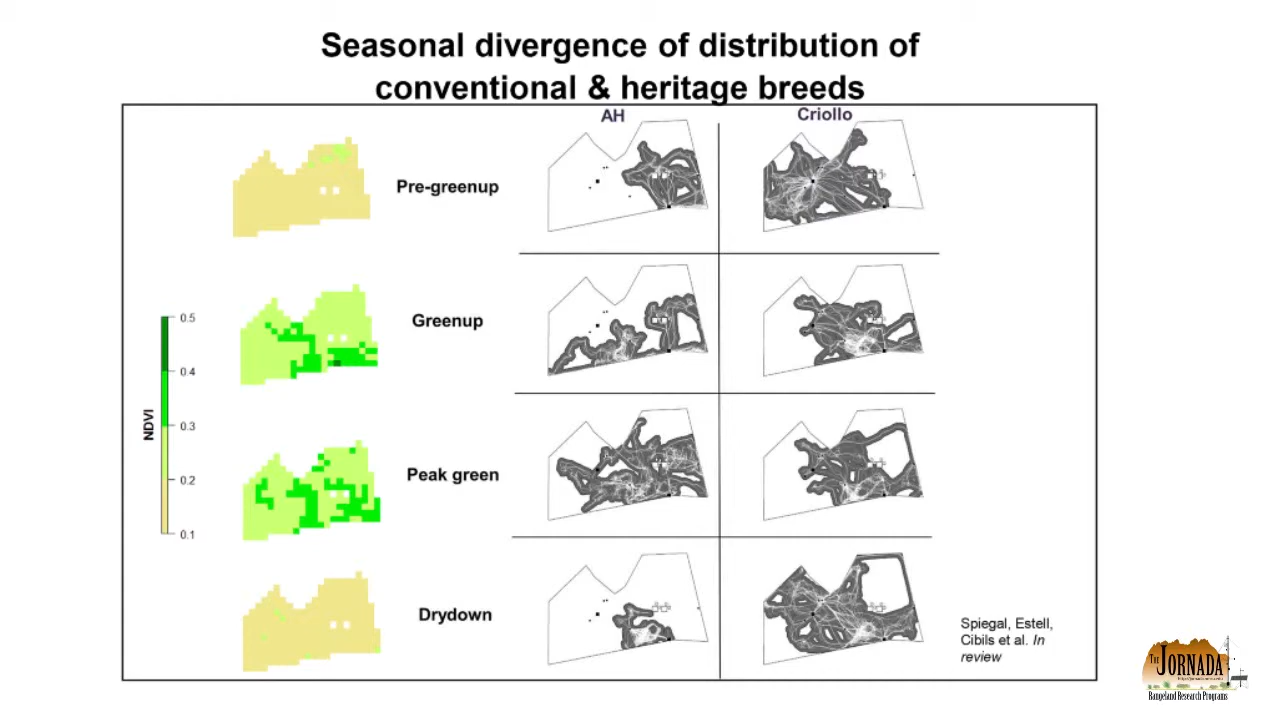 Seasonal divergence of distribution of
conventional & heritage breeds
AH
Criollo
Pre-greenup
Greenup
Peak green
Drydown
NDVI
0.5
0.4
0.3
0.2
0.1
Spiegal, Estell,
Cibils et al. In
review
THE
JORNADA
Rangeland Research Programs